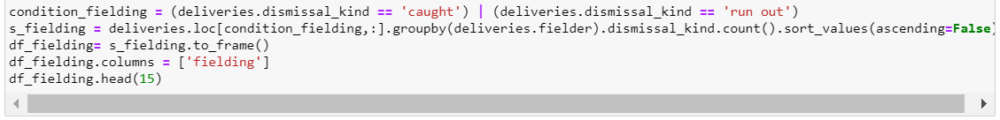 condition_fielding = (deliveries.dismissal_kind == 'caught') | (deliveries.dismissal_kind == 'run out')
s_fielding = deliveries.loc[condition_fielding,:].groupby(deliveries.fielder).dismissal_kind.count().sort_values(ascending=False)
df_fielding= s_fielding.to_frame()
df_fielding.columns = ['fielding']
df_fielding.head(15)